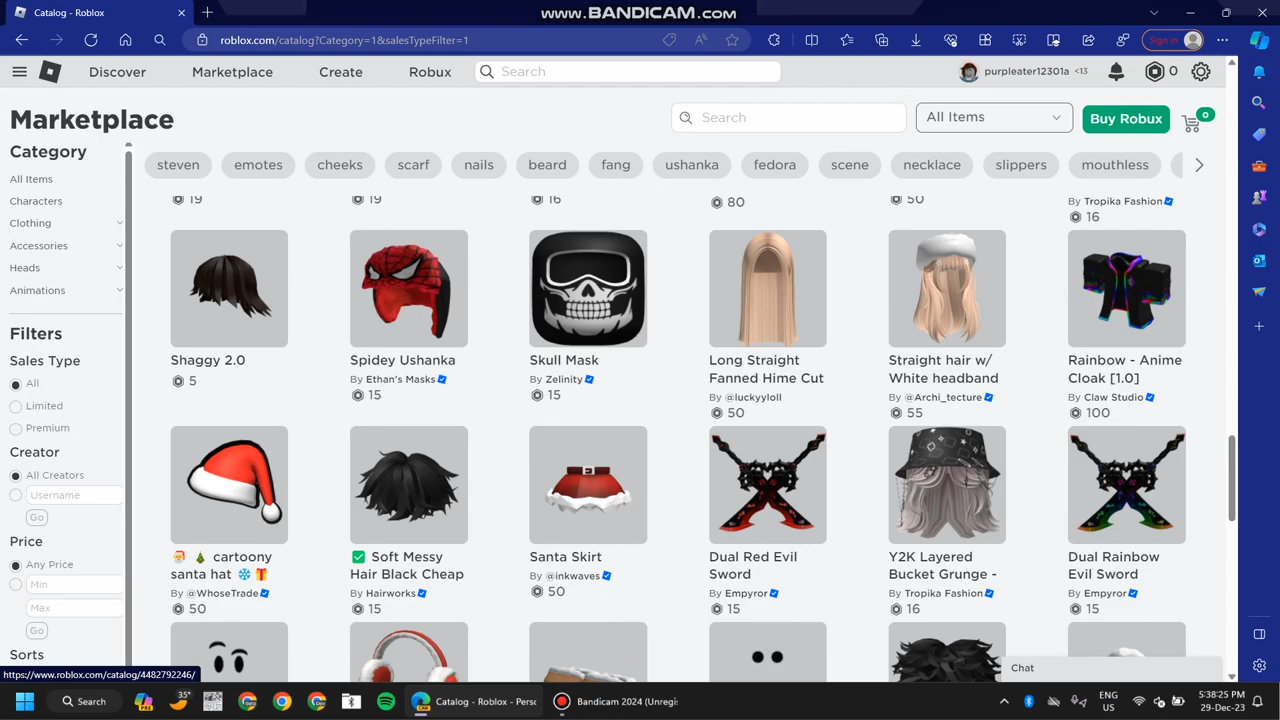 Catalog - Roblox
www.BANDICAM.com
roblox.com/catalog?Category=1&salesTypeFilter=1
Sign in
Discover
Marketplace
Create
Robux
Search
purpleater12301a <13
0
Marketplace
Search
All Items
Buy Robux
0
Category
All Items
Characters
Clothing
Accessories
Heads
Animations
Filters
Sales Type
All
Limited
Premium
Creator
All Creators
Username
Go
Price
Any Price
Min
Max
Go
Sorts
steven
emotes
cheeks
scarf
nails
beard
fang
ushanka
fedora
scene
necklace
slippers
mouthless
19
19
16
80
50
By Tropika Fashion
16
Shaggy 2.0
5
Spidey Ushanka
By Ethan's Masks
15
Skull Mask
By Zelinity
15
Long Straight
Fanned Hime Cut
By @luckyyloll
50
Straight hair w/
White headband
By @Archi_tecture
55
Rainbow - Anime
Cloak [1.0]
By Claw Studio
100
🎅 🎄 cartoony
santa hat ❄️ 🎁
By @WhoseTrade
50
✅ Soft Messy
Hair Black Cheap
By Hairworks
15
Santa Skirt
By @inkwaves
50
Dual Red Evil
Sword
By Empyror
15
Y2K Layered
Bucket Grunge -
By Tropika Fashion
16
Dual Rainbow
Evil Sword
By Empyror
15
Chat
https://www.roblox.com/catalog/4482792246/
Search
PRE
35°
Catalog - Roblox - Perso
Bandicam 2024 (Unregis
ENG
US
5:38:25 PM
29-Dec-23